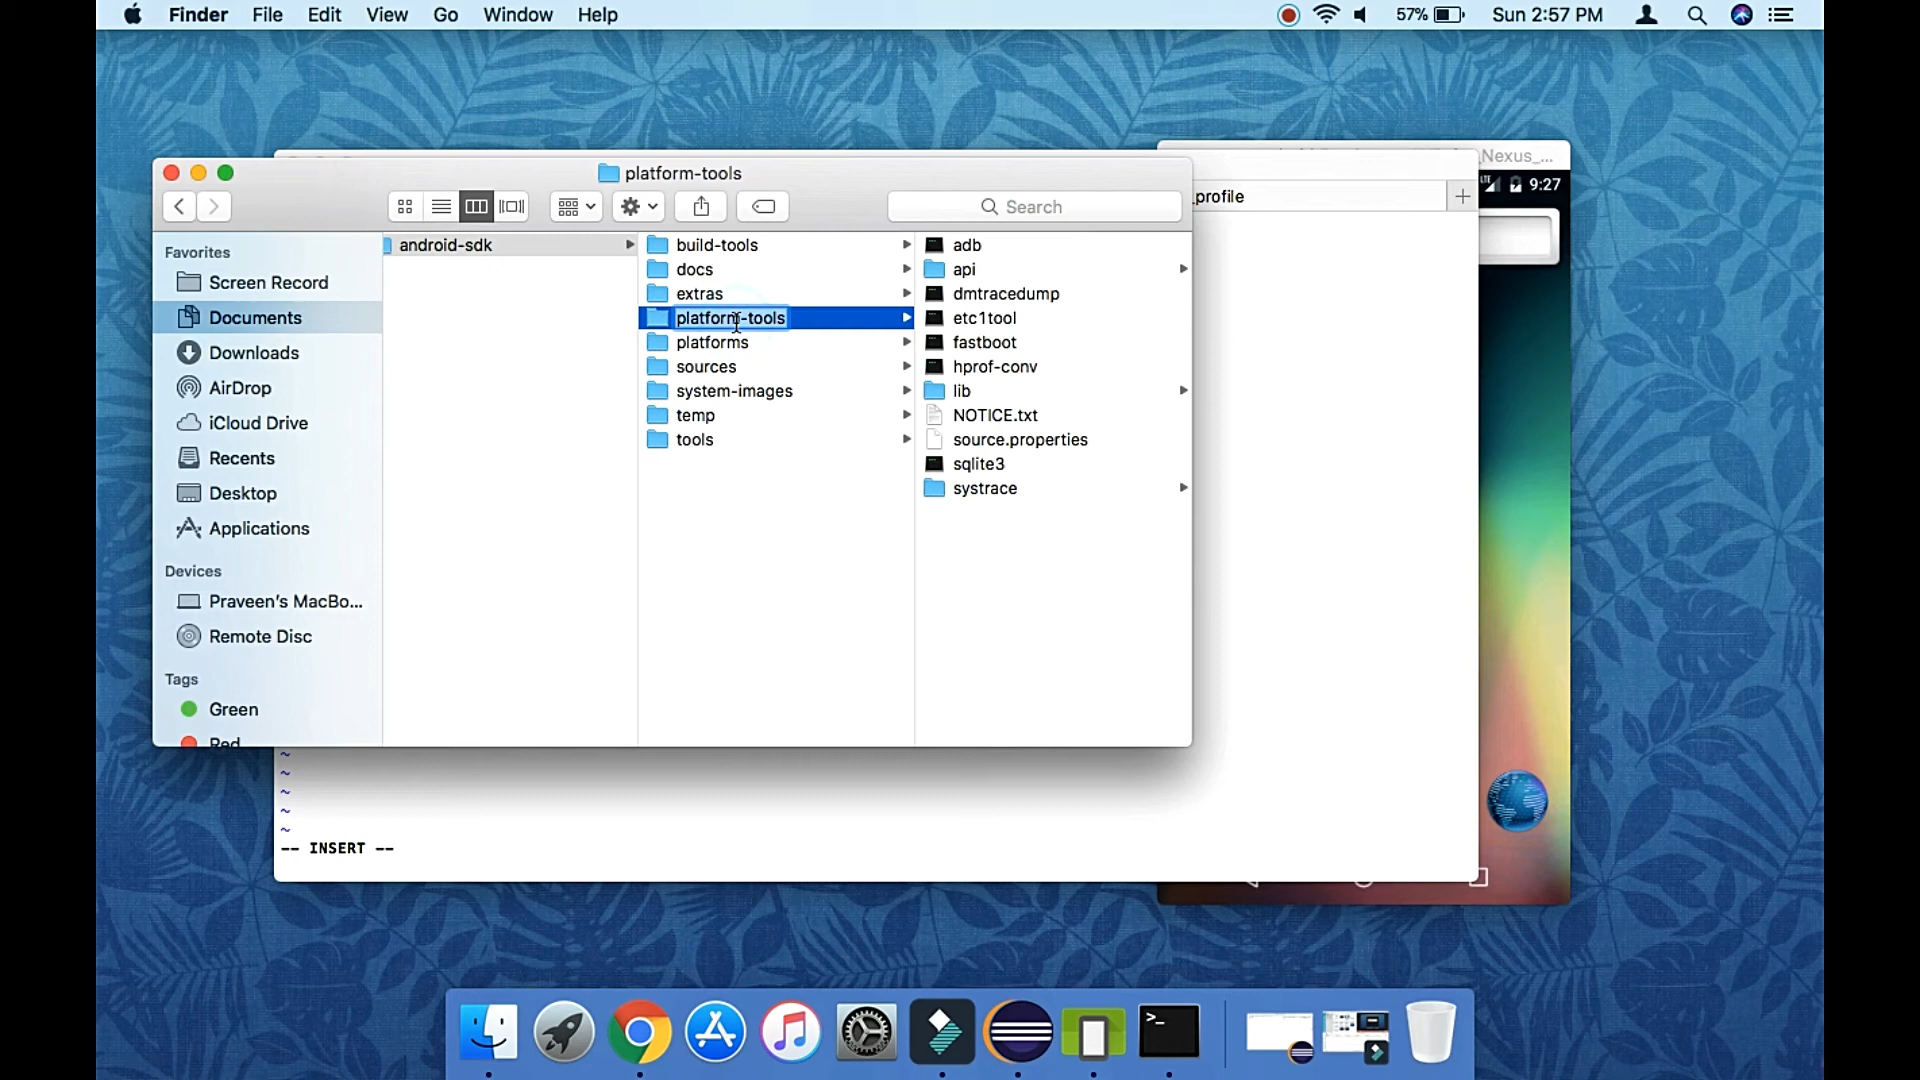 Finder File Edit View Go Window Help 57% Sun 2:57 PM
Nexus_...
platform-tools
9:27
Search
_profile
Favorites
Screen Record
Documents
Downloads
AirDrop
iCloud Drive
Recents
Desktop
Applications
Devices
Praveen's MacBo...
Remote Disc
Tags
Green
Red
android-sdk
build-tools
docs
extras
platform-tools
platforms
sources
system-images
temp
tools
adb
api
dmtracedump
etc1tool
fastboot
hprof-conv
lib
NOTICE.txt
source.properties
sqlite3
systrace
~
~
~
~
~
-- INSERT --